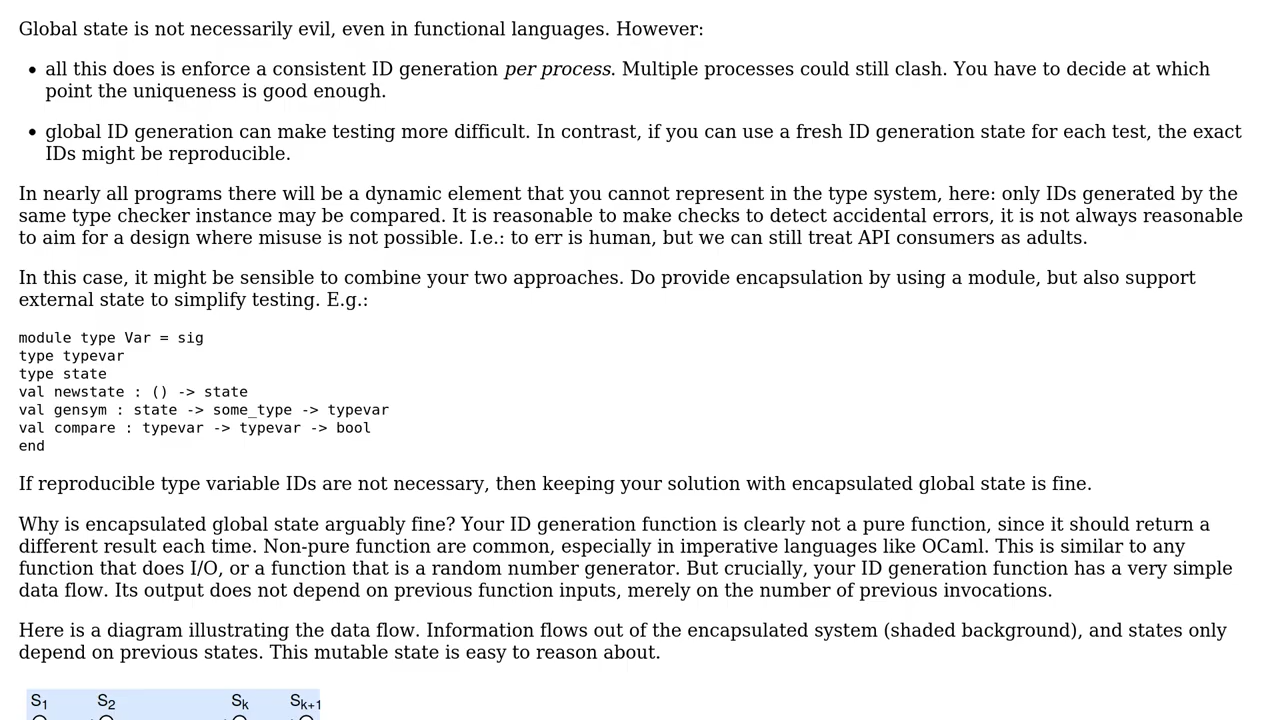 Global state is not necessarily evil, even in functional languages. However:
• all this does is enforce a consistent ID generation per process. Multiple processes could still clash. You have to decide at which
point the uniqueness is good enough.
• global ID generation can make testing more difficult. In contrast, if you can use a fresh ID generation state for each test, the exact
IDs might be reproducible.
In nearly all programs there will be a dynamic element that you cannot represent in the type system, here: only IDs generated by the
same type checker instance may be compared. It is reasonable to make checks to detect accidental errors, it is not always reasonable
to aim for a design where misuse is not possible. I.e.: to err is human, but we can still treat API consumers as adults.
In this case, it might be sensible to combine your two approaches. Do provide encapsulation by using a module, but also support
external state to simplify testing. E.g.:
module type Var = sig
type typevar
type state
val newstate : () -> state
val gensym : state -> some_type -> typevar
val compare : typevar -> typevar -> bool
end
If reproducible type variable IDs are not necessary, then keeping your solution with encapsulated global state is fine.
Why is encapsulated global state arguably fine? Your ID generation function is clearly not a pure function, since it should return a
different result each time. Non-pure function are common, especially in imperative languages like OCaml. This is similar to any
function that does I/O, or a function that is a random number generator. But crucially, your ID generation function has a very simple
data flow. Its output does not depend on previous function inputs, merely on the number of previous invocations.
Here is a diagram illustrating the data flow. Information flows out of the encapsulated system (shaded background), and states only
depend on previous states. This mutable state is easy to reason about.
S1 S2 Sk Sk+1